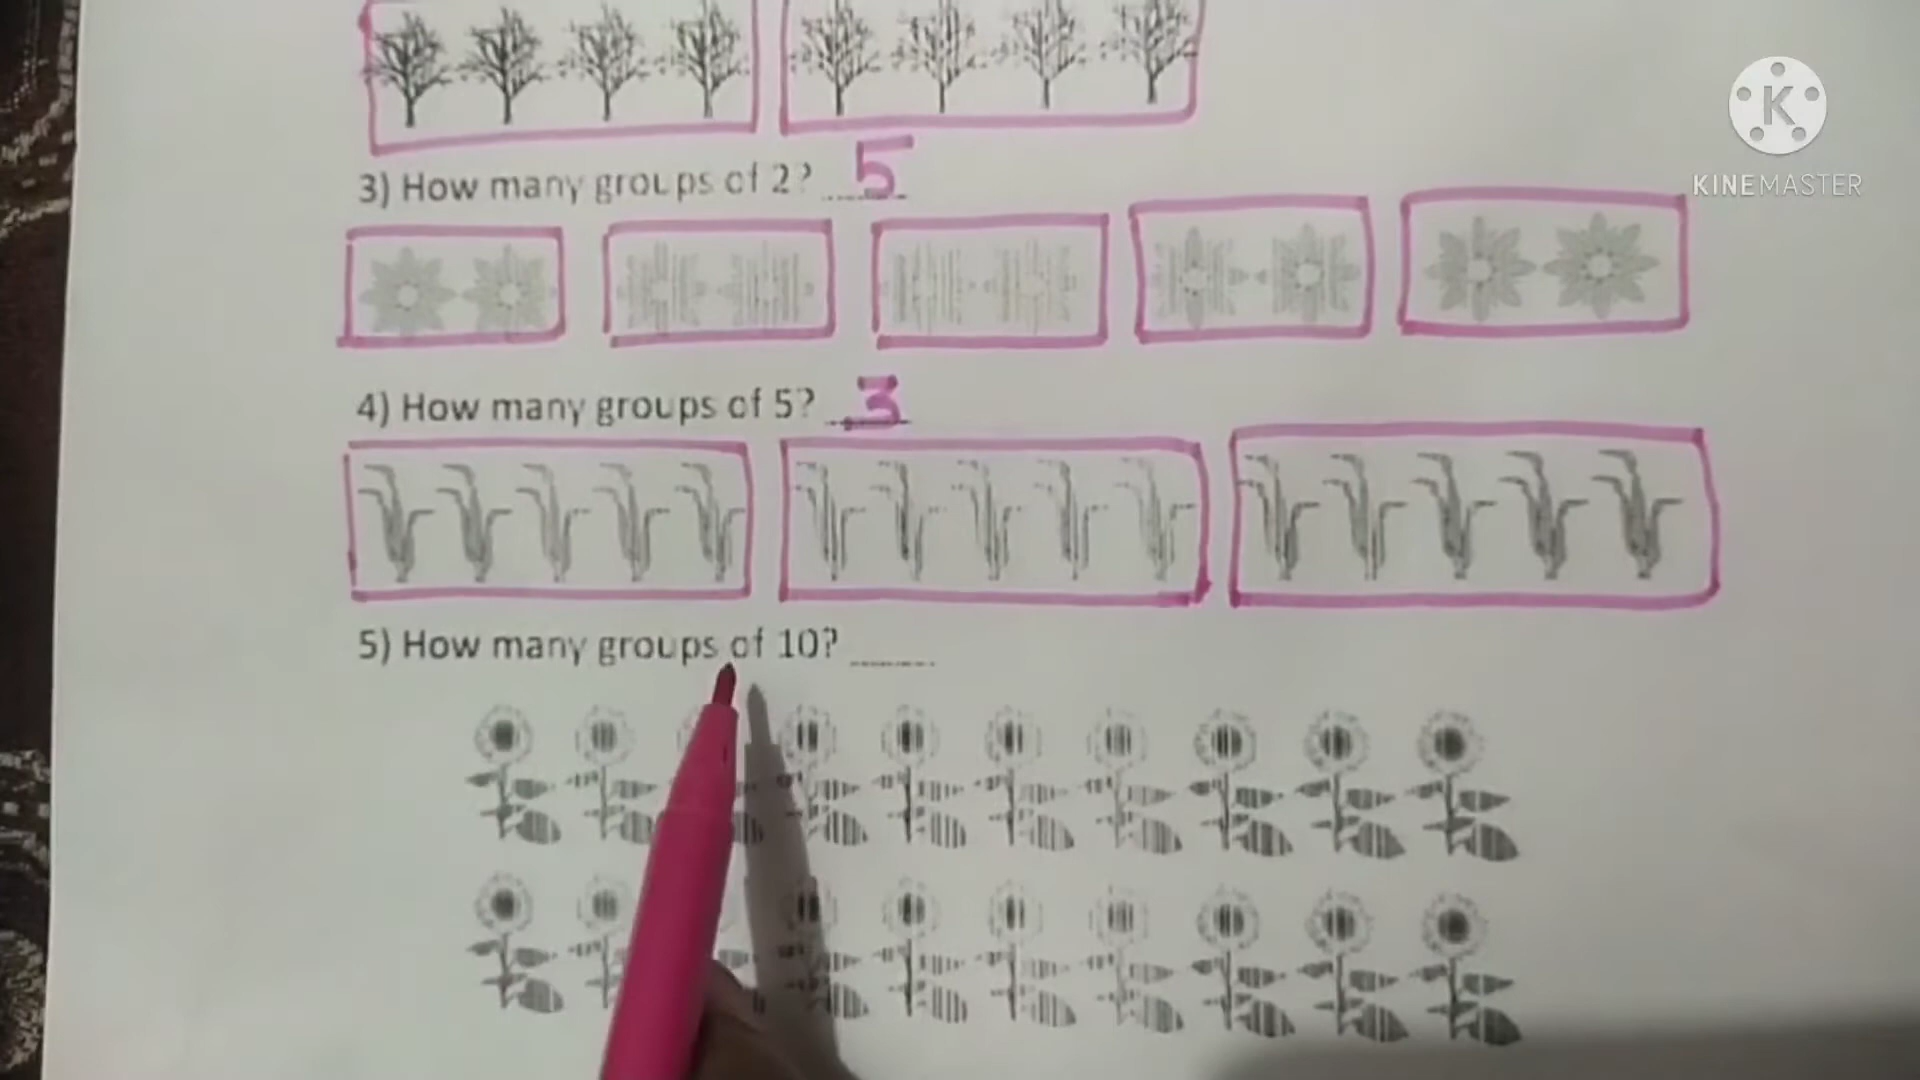 K
KINEMASTER
3) How many groups of 2? 5
4) How many groups of 5? 3
5) How many groups of 10?